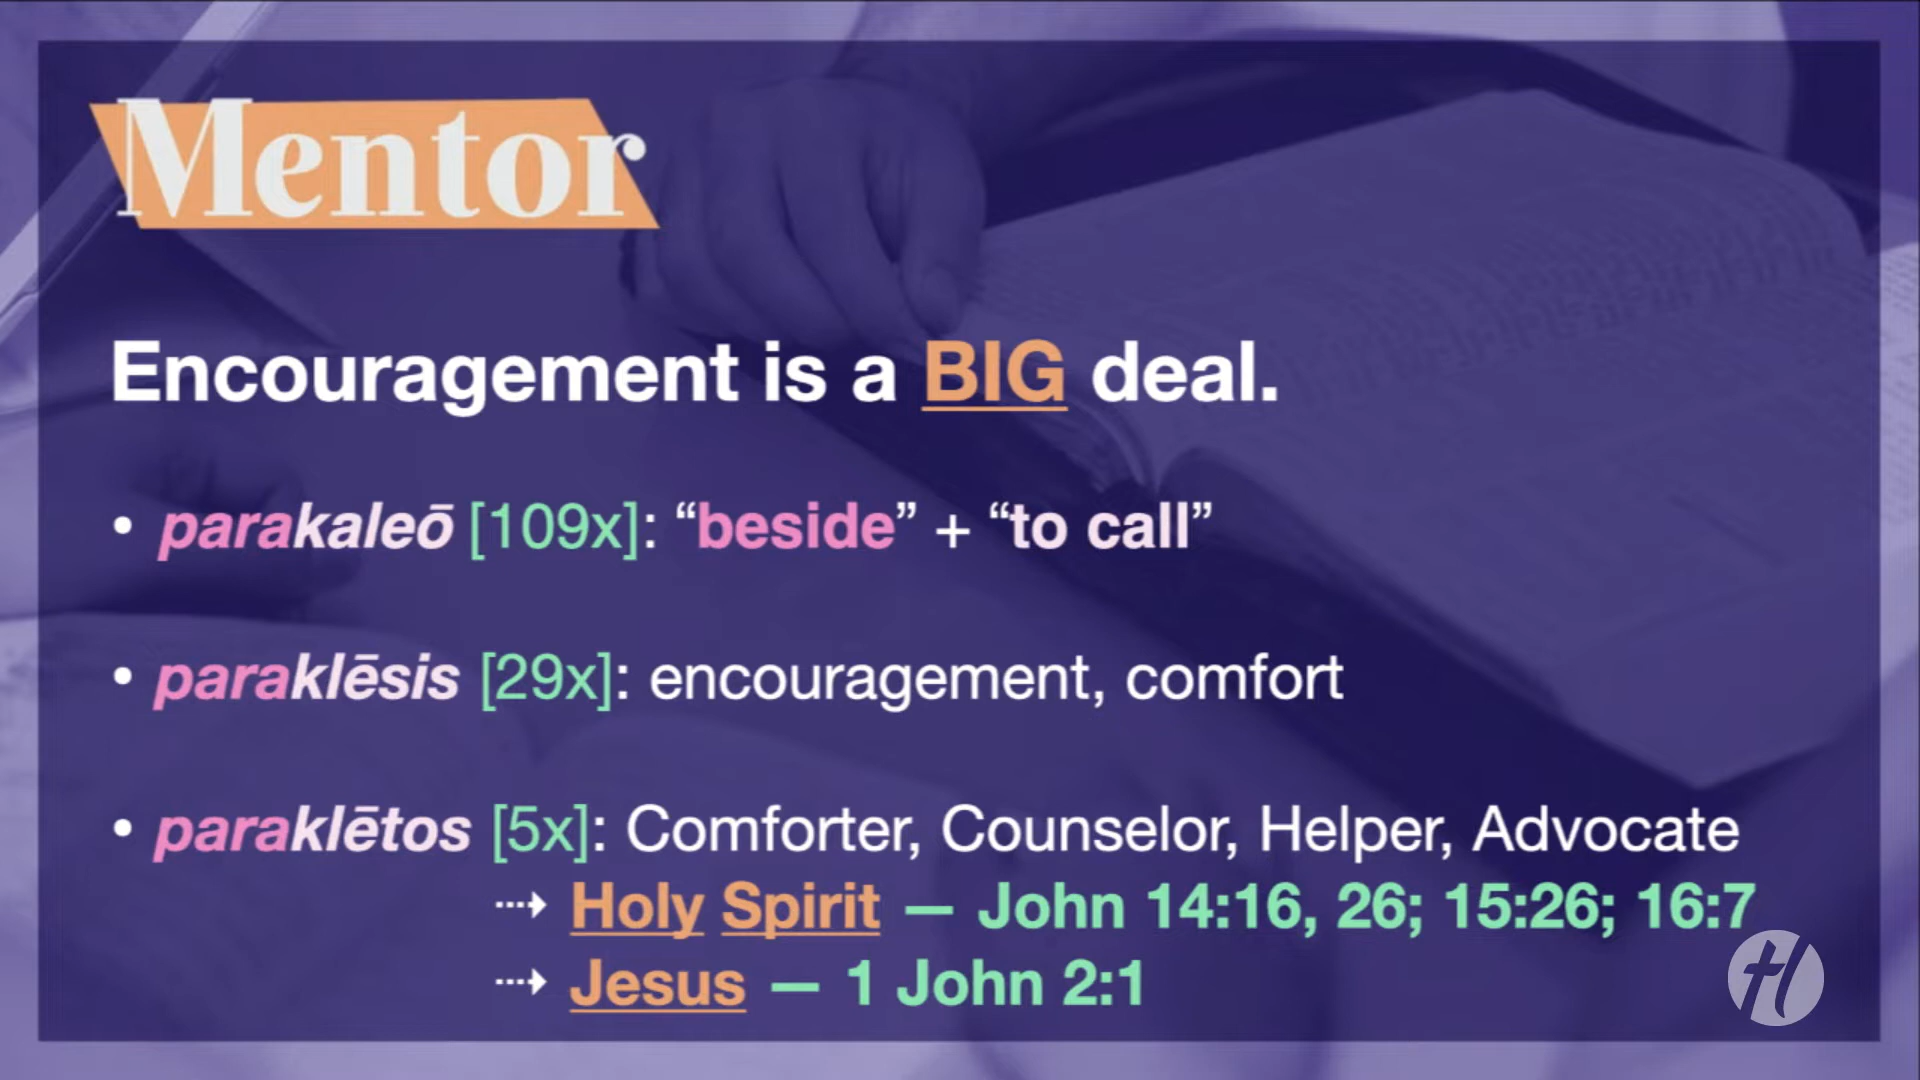 Mentor
Encouragement is a BIG deal.
• parakaleō [109x]: “beside” + “to call”
• paraklēsis [29x]: encouragement, comfort
• paraklētos [5x]: Comforter, Counselor, Helper, Advocate
⇢ Holy Spirit — John 14:16, 26; 15:26; 16:7
⇢ Jesus — 1 John 2:1